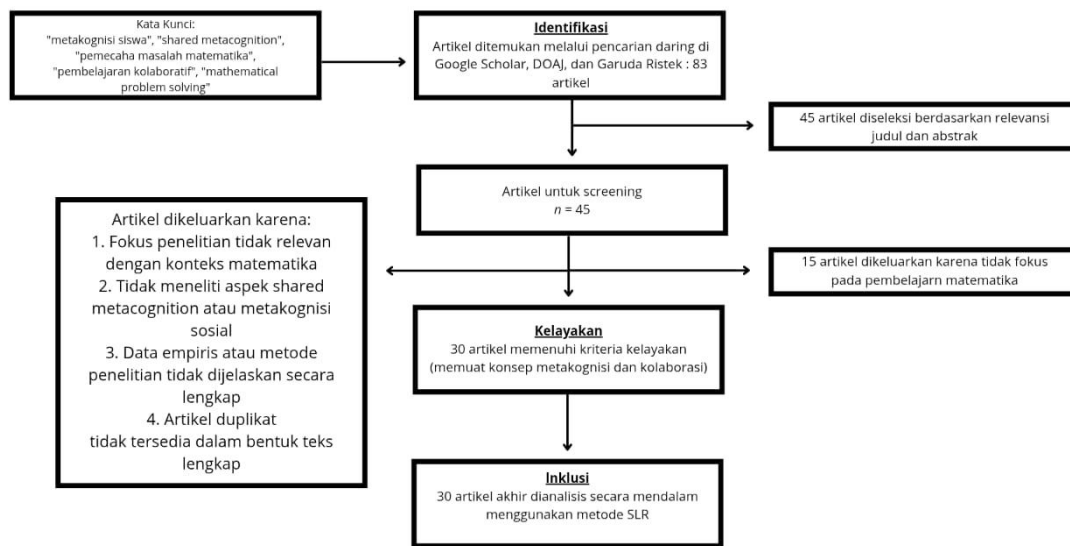 Kata Kunci:
"metakognisi siswa", "shared metacognition",
"pemecaha masalah matematika",
"pembelajaran kolaboratif", "mathematical
problem solving"
Identifikasi
Artikel ditemukan melalui pencarian daring di
Google Scholar, DOAJ, dan Garuda Ristek : 83
artikel
45 artikel diseleksi berdasarkan relevansi
judul dan abstrak
Artikel untuk screening
n = 45
Artikel dikeluarkan karena:
1. Fokus penelitian tidak relevan
dengan konteks matematika
2. Tidak meneliti aspek shared
metacognition atau metakognisi
sosial
3. Data empiris atau metode
penelitian tidak dijelaskan secara
lengkap
4. Artikel duplikat
tidak tersedia dalam bentuk teks
lengkap
15 artikel dikeluarkan karena tidak fokus
pada pembelajarn matematika
Kelayakan
30 artikel memenuhi kriteria kelayakan
(memuat konsep metakognisi dan kolaborasi)
Inklusi
30 artikel akhir dianalisis secara mendalam
menggunakan metode SLR